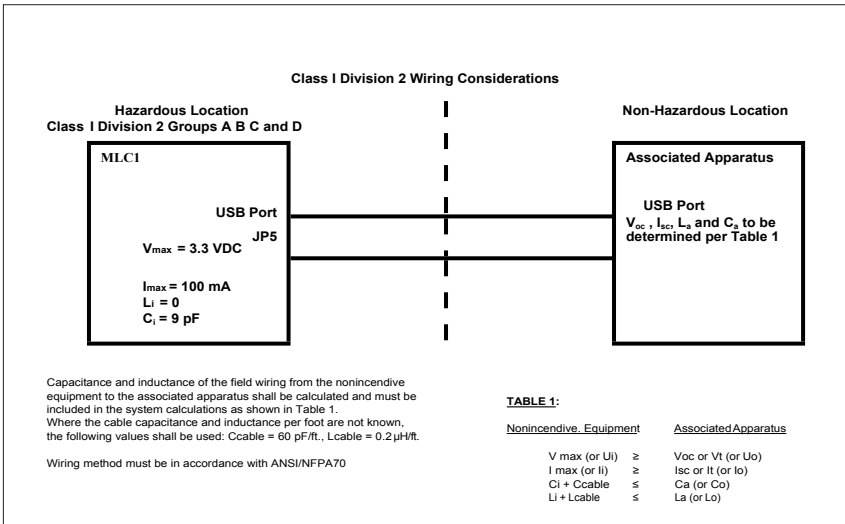 Class I Division 2 Wiring Considerations
Hazardous Location
Class I Division 2 Groups A B C and D
Non-Hazardous Location
MLC1
USB Port
JP5
Vmax = 3.3 VDC
Imax = 100 mA
Li = 0
Ci = 9 pF
Associated Apparatus
USB Port
Voc , Isc, La and Ca to be
determined per Table 1
Capacitance and inductance of the field wiring from the nonincendive
equipment to the associated apparatus shall be calculated and must be
included in the system calculations as shown in Table 1.
Where the cable capacitance and inductance per foot are not known,
the following values shall be used: Ccable = 60 pF/ft., Lcable = 0.2 µH/ft.
Wiring method must be in accordance with ANSI/NFPA70
TABLE 1:
Nonincendive. Equipment Associated Apparatus
V max (or Ui) ≥ Voc or Vt (or Uo)
I max (or Ii) ≥ Isc or It (or Io)
Ci + Ccable ≤ Ca (or Co)
Li + Lcable ≤ La (or Lo)